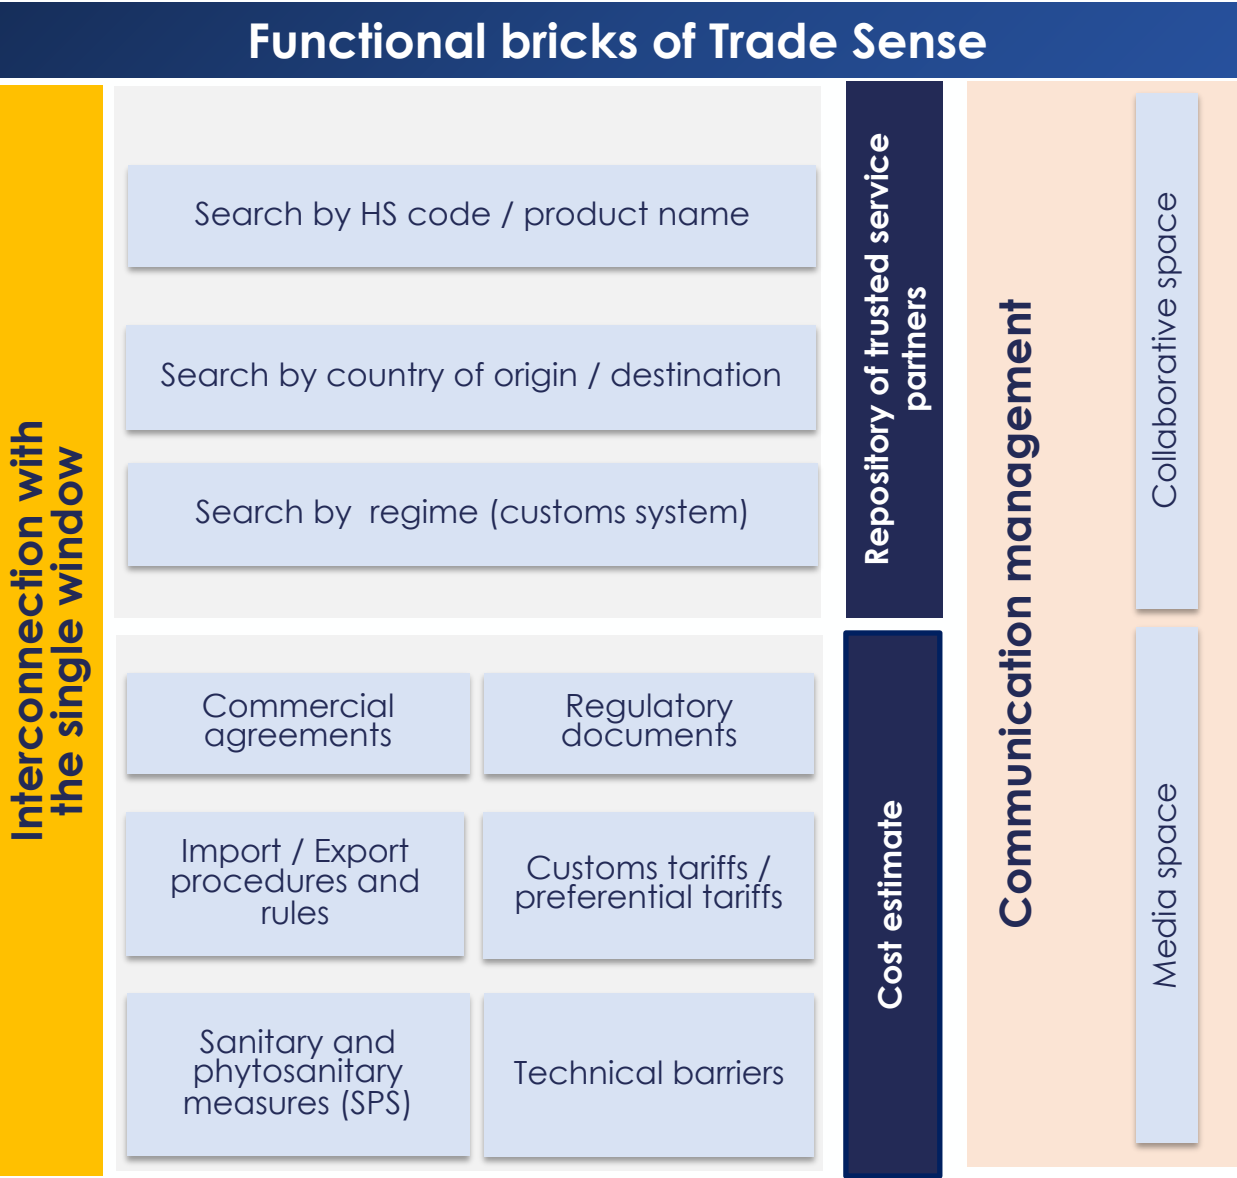 Functional bricks of Trade Sense
Interconnection with
the single window
Search by HS code / product name
Search by country of origin / destination
Search by  regime (customs system)
Commercial
agreements
Regulatory
documents
Import / Export
procedures and
rules
Customs tariffs /
preferential tariffs
Sanitary and
phytosanitary
measures (SPS)
Technical barriers
Repository of trusted service
partners
Cost estimate
Communication management
Collaborative space
Media space